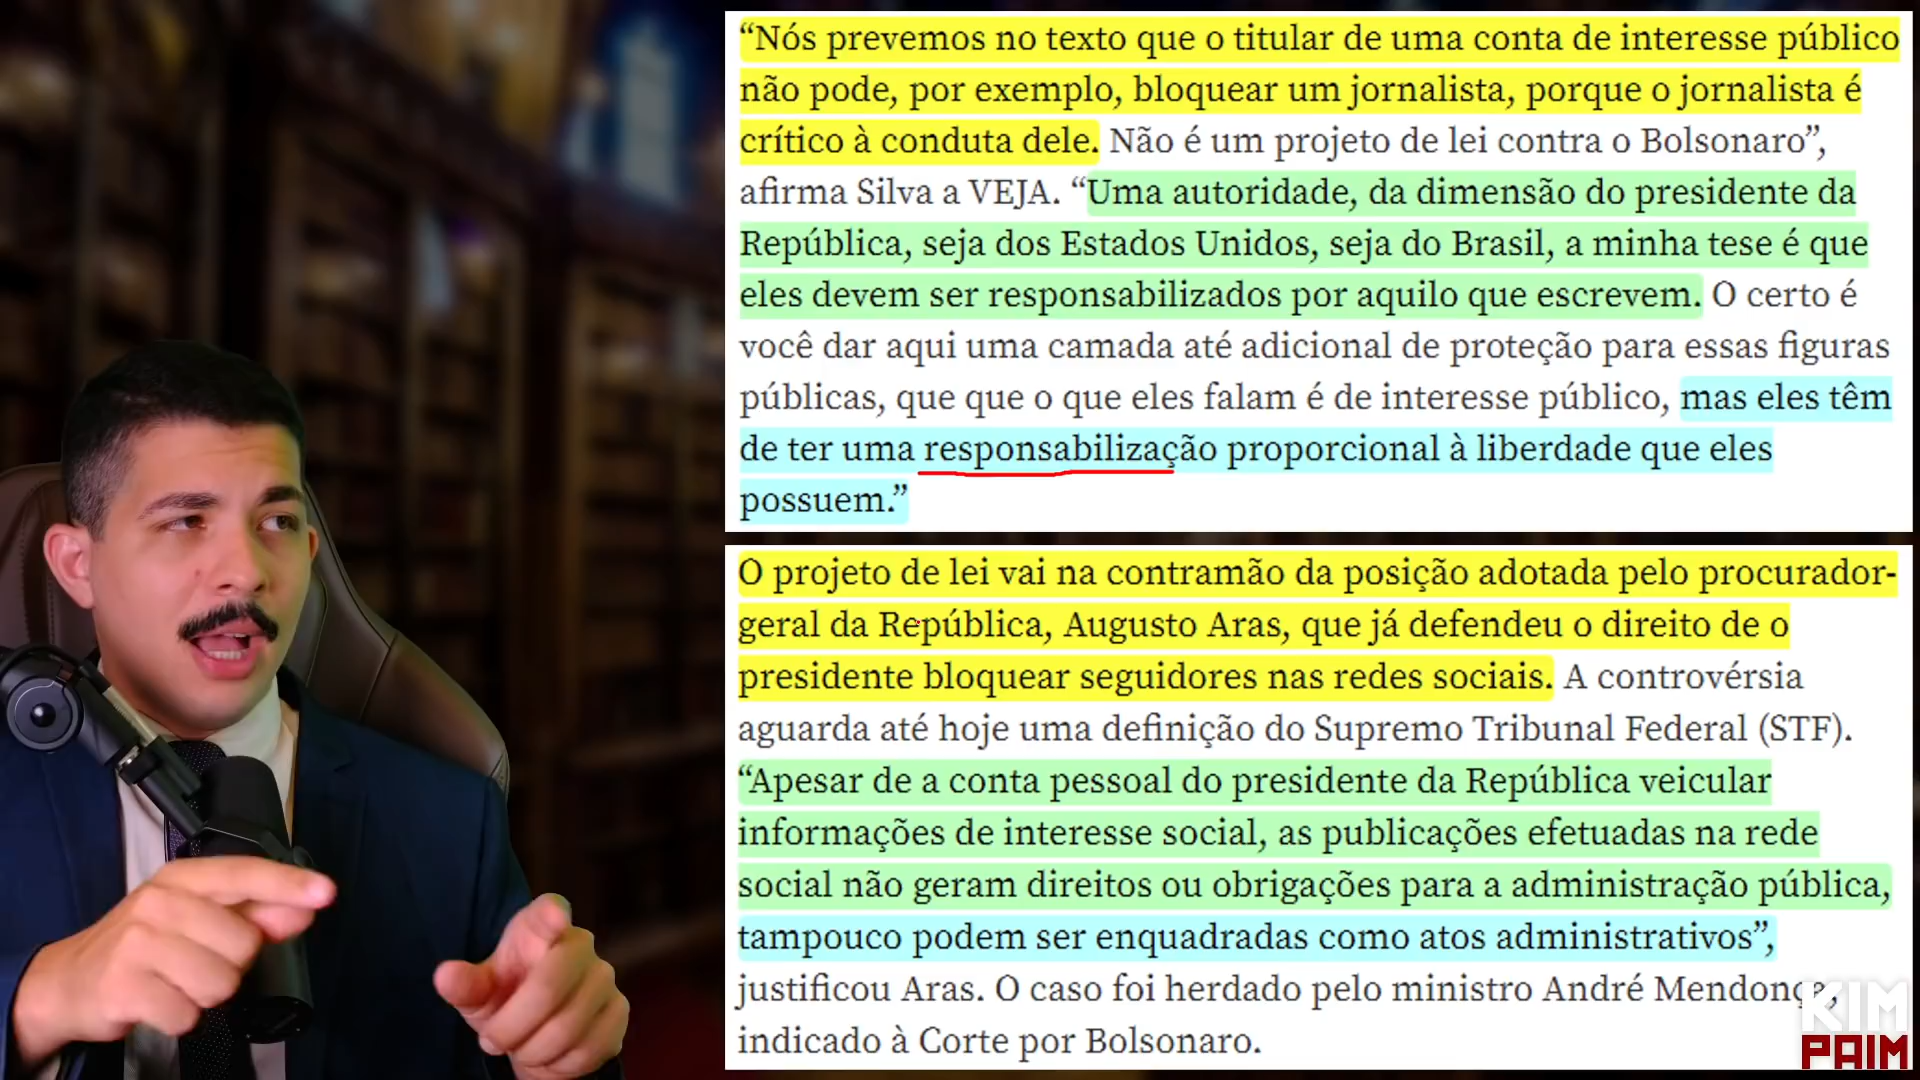 “Nós prevemos no texto que o titular de uma conta de interesse público
não pode, por exemplo, bloquear um jornalista, porque o jornalista é
crítico à conduta dele. Não é um projeto de lei contra o Bolsonaro”,
afirma Silva a VEJA. “Uma autoridade, da dimensão do presidente da
República, seja dos Estados Unidos, seja do Brasil, a minha tese é que
eles devem ser responsabilizados por aquilo que escrevem. O certo é
você dar aqui uma camada até adicional de proteção para essas figuras
públicas, que que o que eles falam é de interesse público, mas eles têm
de ter uma responsabilização proporcional à liberdade que eles
possuem.”
O projeto de lei vai na contramão da posição adotada pelo procurador-
geral da República, Augusto Aras, que já defendeu o direito de o
presidente bloquear seguidores nas redes sociais. A controvérsia
aguarda até hoje uma definição do Supremo Tribunal Federal (STF).
“Apesar de a conta pessoal do presidente da República veicular
informações de interesse social, as publicações efetuadas na rede
social não geram direitos ou obrigações para a administração pública,
tampouco podem ser enquadradas como atos administrativos”,
justificou Aras. O caso foi herdado pelo ministro André Mendonça,
indicado à Corte por Bolsonaro.
KIM
PAIM